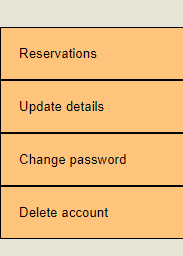 Reservations
Update details
Change password
Delete account